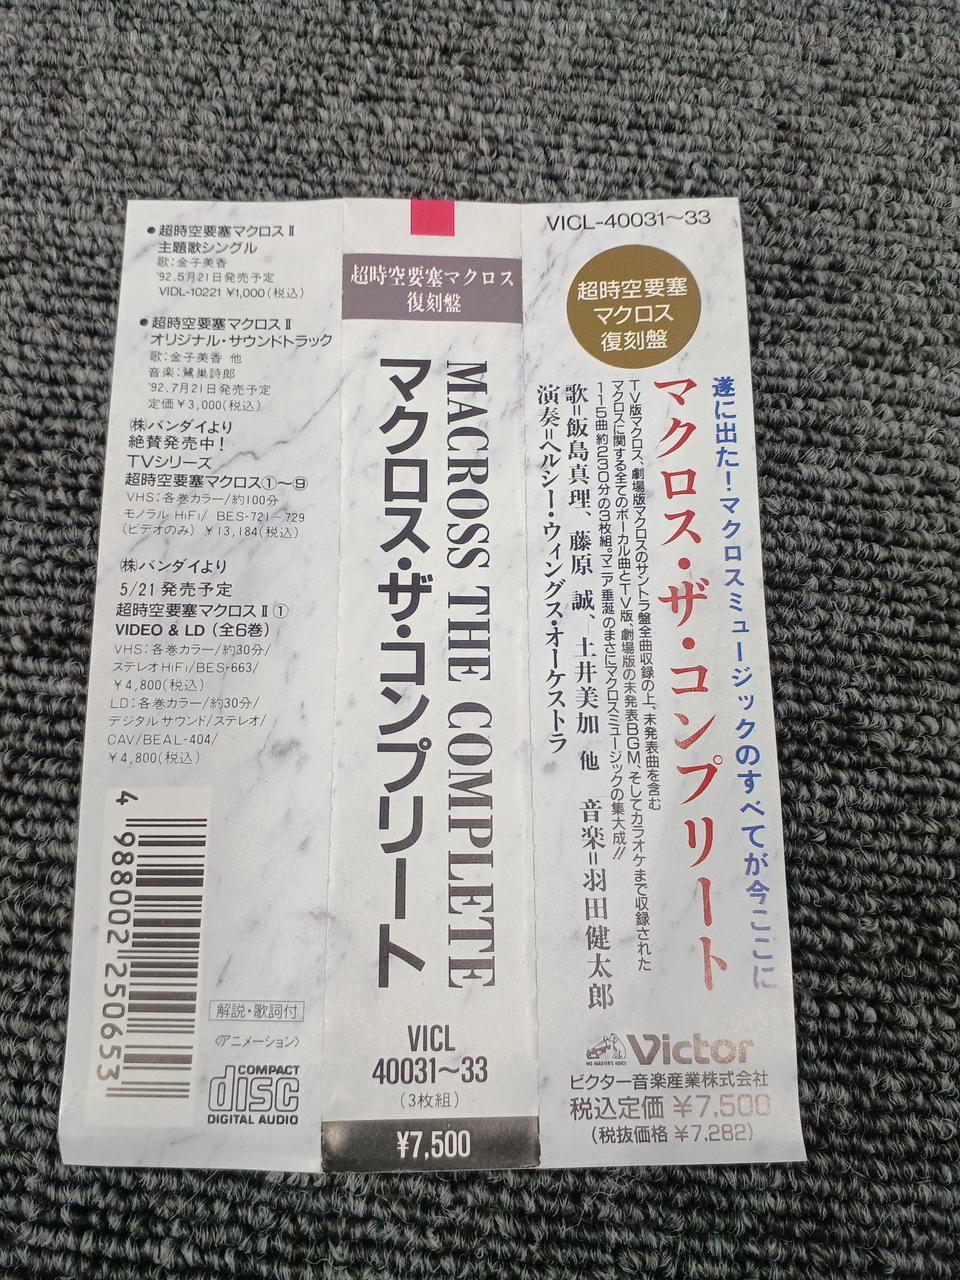 ●超時空要塞マクロスⅡ
主題歌シングル
歌:金子美香
'92.5月21日発売予定
VIDL-10221 ¥1,000(税込)
●超時空要塞マクロスⅡ
オリジナル・サウンドトラック
歌:金子美香 他
音楽:鷺巣詩郎
'92.7月21日発売予定
定価¥3,000(税込)
㈱バンダイより
絶賛発売中!
TVシリーズ
超時空要塞マクロス①〜⑨
VHS:各巻カラー/約100分
モノラル HiFi/ BES-721〜729
(ビデオのみ) ¥13,184(税込)
㈱バンダイより
5/21 発売予定
超時空要塞マクロスⅡ①
VIDEO & LD (全6巻)
VHS:各巻カラー/約30分/
ステレオHiFi/BES-663/
¥4,800(税込)
LD:各巻カラー/約30分/
デジタルサウンド/ステレオ/
CAV/BEAL-404/
¥4,800(税込)
4 988002 250653
解説・歌詞付
〈アニメーション〉
COMPACT
disc
DIGITAL AUDIO
超時空要塞マクロス
復刻盤
MACROSS THE COMPLETE
マクロス・ザ・コンプリート
VICL
40031〜33
(3枚組)
¥7,500
VICL-40031〜33
超時空要塞
マクロス
復刻盤
遂に出た!マクロスミュージックのすべてが今ここに
マクロス・ザ・コンプリート
TV版マクロス、劇場版マクロスのサントラ盤全曲収録の上、未発表曲を含む
マクロスに関する全てのボーカル曲とTV版、劇場版の未発表BGM、そしてカラオケまで収録された
115曲約230分の3枚組。マニア垂涎のまさにマクロスミュージックの集大成!!
歌=飯島真理、藤原 誠、土井美加 他 音楽=羽田健太郎
演奏=ヘルシー・ウィングス・オーケストラ
HIS MASTER'S VOICE
Victor
ビクター音楽産業株式会社
税込定価 ¥7,500
(税抜価格 ¥7,282)